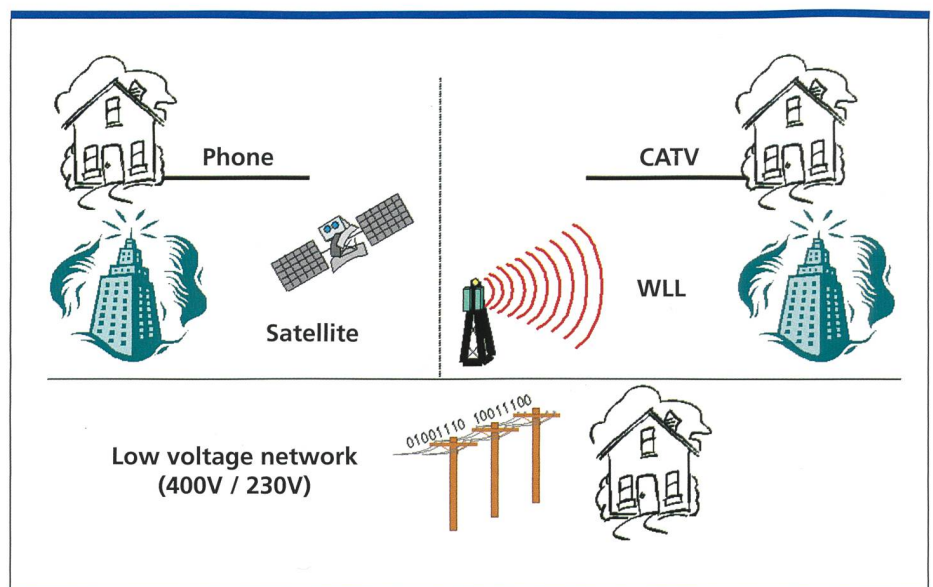 Phone
CATV
Satellite
WLL
01001110 10011100
Low voltage network
(400V / 230V)